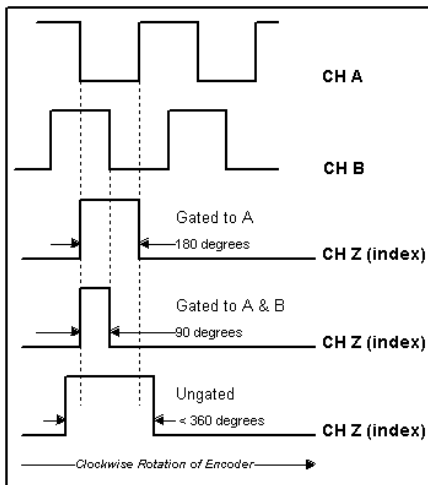 CH A
CH B
Gated to A
180 degrees
CH Z (index)
Gated to A & B
90 degrees
CH Z (index)
Ungated
< 360 degrees
CH Z (index)
Clockwise Rotation of Encoder